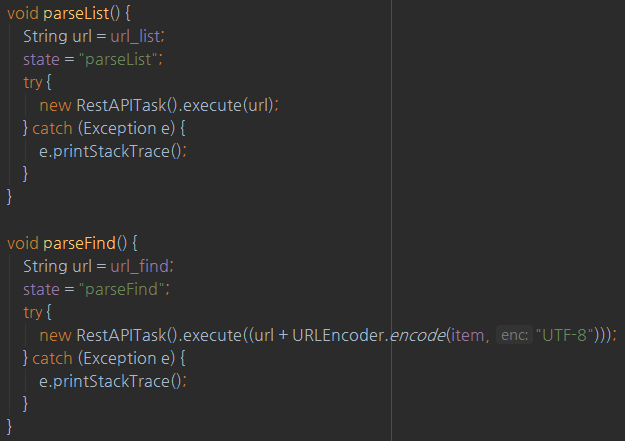 void parseList() {
String url = url_list;
state = "parseList";
try {
new RestAPITask().execute(url);
} catch (Exception e) {
e.printStackTrace();
}
}
void parseFind() {
String url = url_find;
state = "parseFind";
try {
new RestAPITask().execute((url + URLEncoder.encode(item, enc: "UTF-8")));
} catch (Exception e) {
e.printStackTrace();
}
}